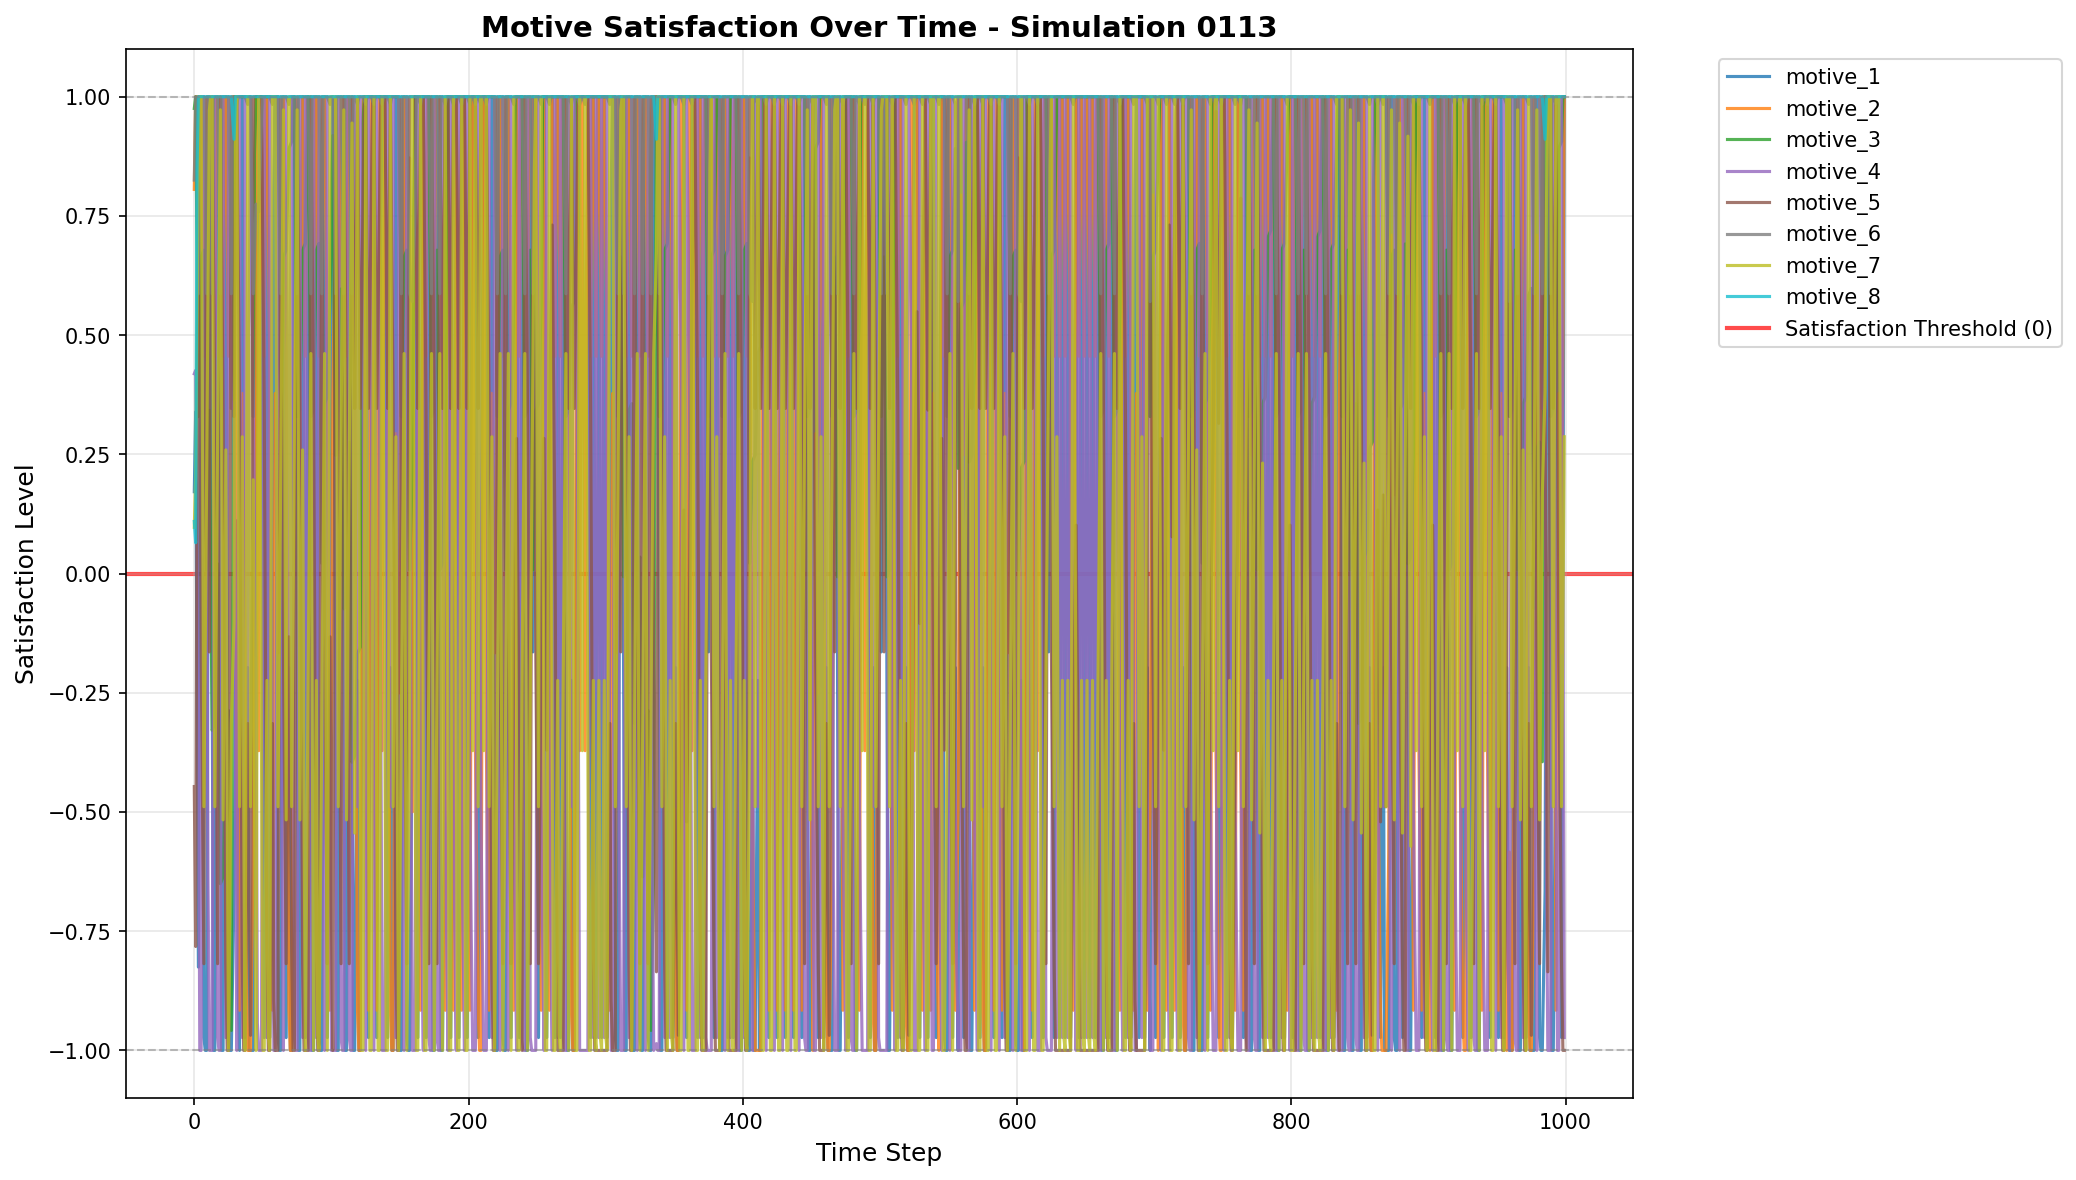 Motive Satisfaction Over Time - Simulation 0113
1.00
0.75
0.50
0.25
0.00
−0.25
−0.50
−0.75
−1.00
Satisfaction Level
0
200
400
600
800
1000
Time Step
motive_1
motive_2
motive_3
motive_4
motive_5
motive_6
motive_7
motive_8
Satisfaction Threshold (0)